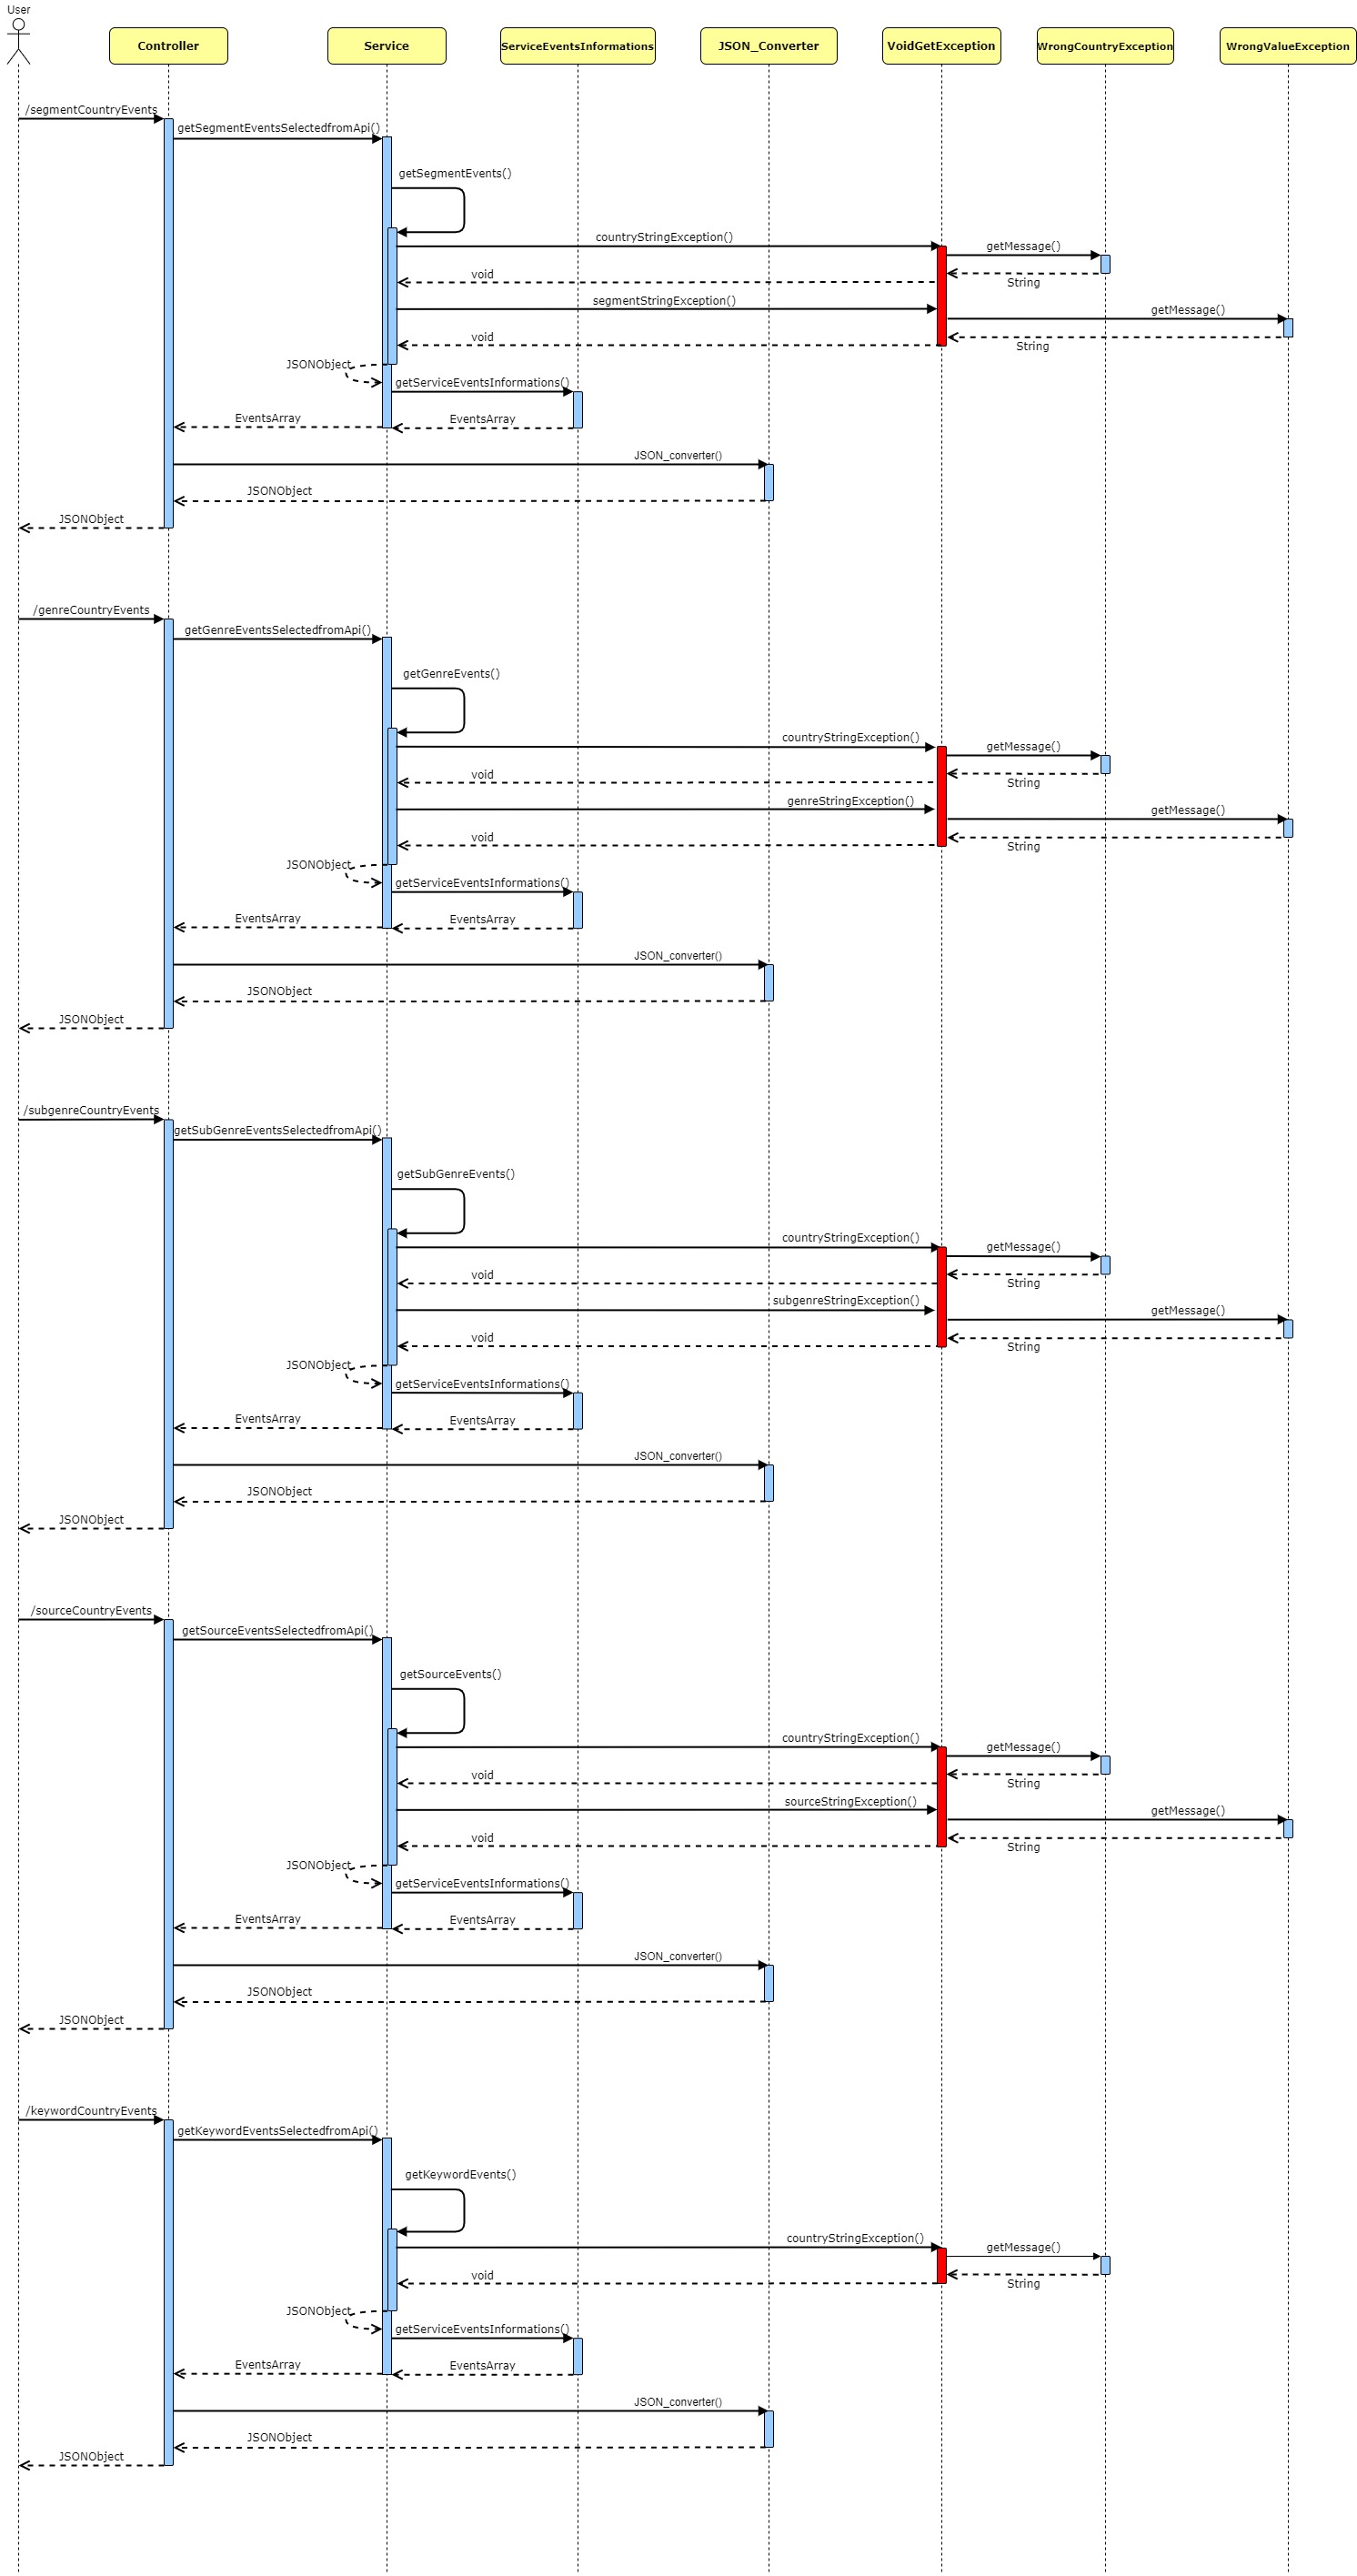 User
Controller
Service
ServiceEventsInformations
JSON_Converter
VoidGetException
WrongCountryException
WrongValueException
/segmentCountryEvents
getSegmentEventsSelectedfromApi()
getSegmentEvents()
countryStringException()
getMessage()
void
String
segmentStringException()
getMessage()
void
String
JSONObject
getServiceEventsInformations()
EventsArray
EventsArray
JSON_converter()
JSONObject
JSONObject
/genreCountryEvents
getGenreEventsSelectedfromApi()
getGenreEvents()
countryStringException()
getMessage()
void
String
genreStringException()
getMessage()
void
String
JSONObject
getServiceEventsInformations()
EventsArray
EventsArray
JSON_converter()
JSONObject
JSONObject
/subgenreCountryEvents
getSubGenreEventsSelectedfromApi()
getSubGenreEvents()
countryStringException()
getMessage()
void
String
subgenreStringException()
getMessage()
void
String
JSONObject
getServiceEventsInformations()
EventsArray
EventsArray
JSON_converter()
JSONObject
JSONObject
/sourceCountryEvents
getSourceEventsSelectedfromApi()
getSourceEvents()
countryStringException()
getMessage()
void
String
sourceStringException()
getMessage()
void
String
JSONObject
getServiceEventsInformations()
EventsArray
EventsArray
JSON_converter()
JSONObject
JSONObject
/keywordCountryEvents
getKeywordEventsSelectedfromApi()
getKeywordEvents()
countryStringException()
getMessage()
void
String
JSONObject
getServiceEventsInformations()
EventsArray
EventsArray
JSON_converter()
JSONObject
JSONObject